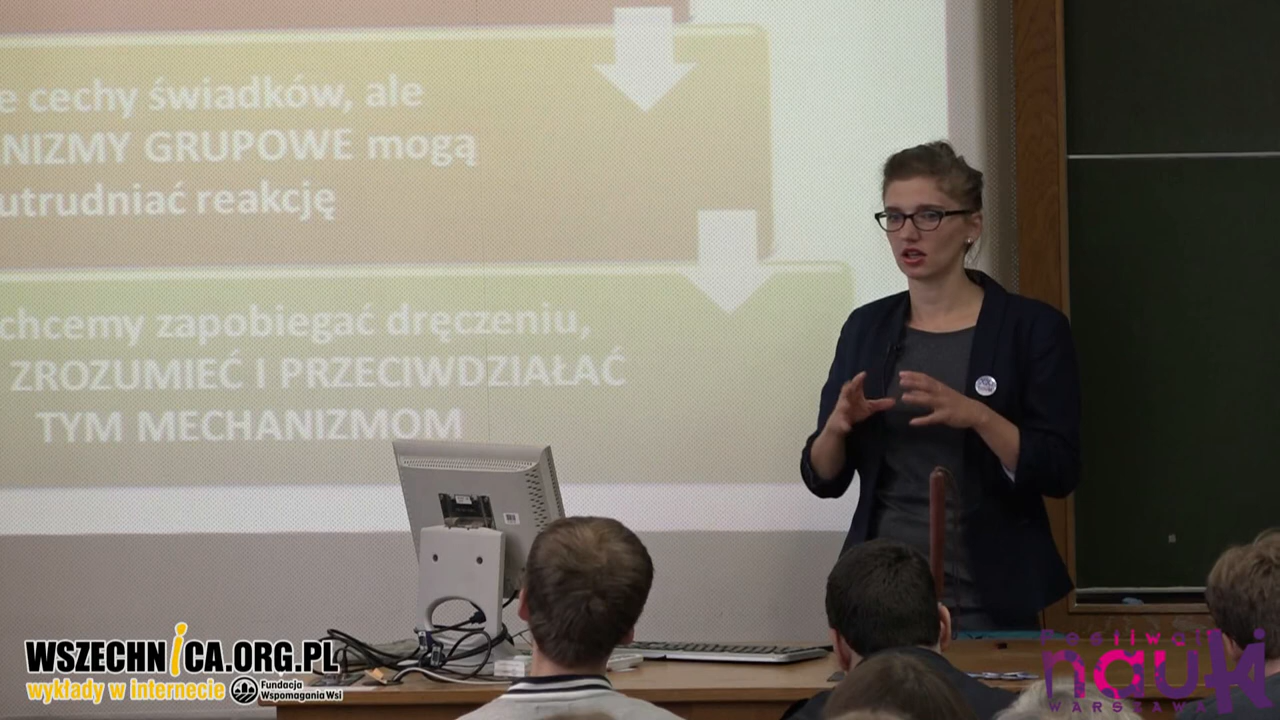 e cechy świadków, ale
NIZMY GRUPOWE mogą
utrudniać reakcję
chcemy zapobiegać dręczeniu,
ZROZUMIEĆ I PRZECIWDZIAŁAĆ
TYM MECHANIZMOM
WSZECHNiCA.ORG.PL
wykłady w internecie
Fundacja
Wspomagania Wsi
Festiwal
nauki
WARSZAWA